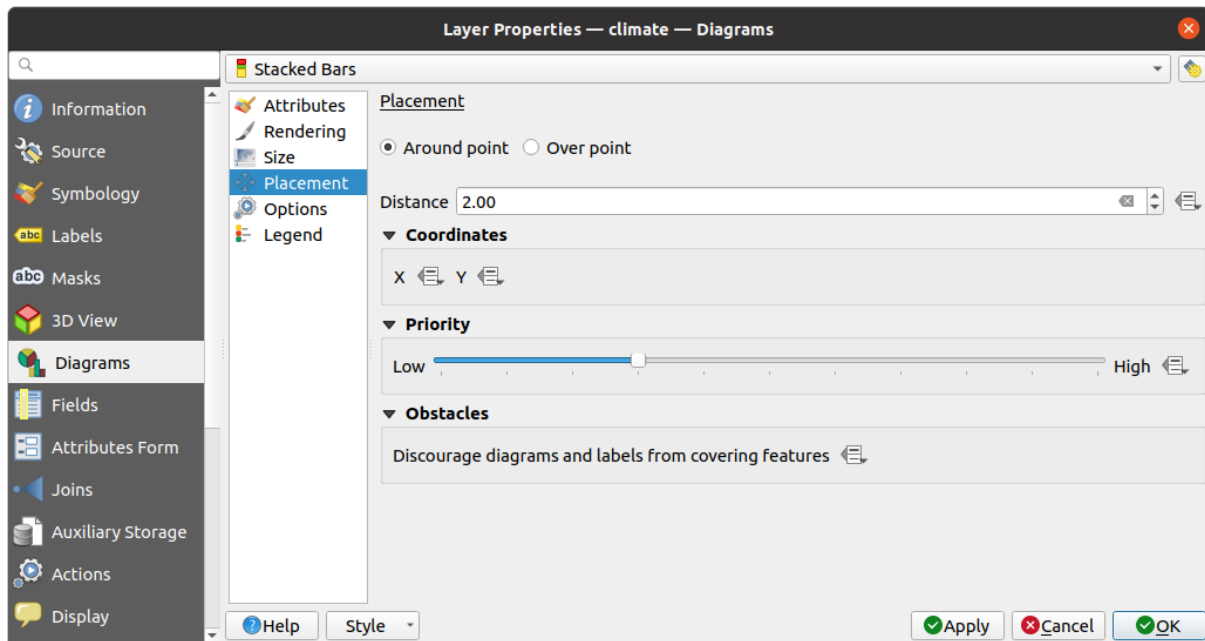 Layer Properties — climate — Diagrams
Stacked Bars
Information
Source
Symbology
abc Labels
abc Masks
3D View
Diagrams
Fields
Attributes Form
Joins
Auxiliary Storage
Actions
Display
Attributes
Rendering
Size
Placement
Options
Legend
Placement
Around point Over point
Distance 2.00
Coordinates
X Y
Priority
Low High
Obstacles
Discourage diagrams and labels from covering features
Help Style Apply Cancel OK